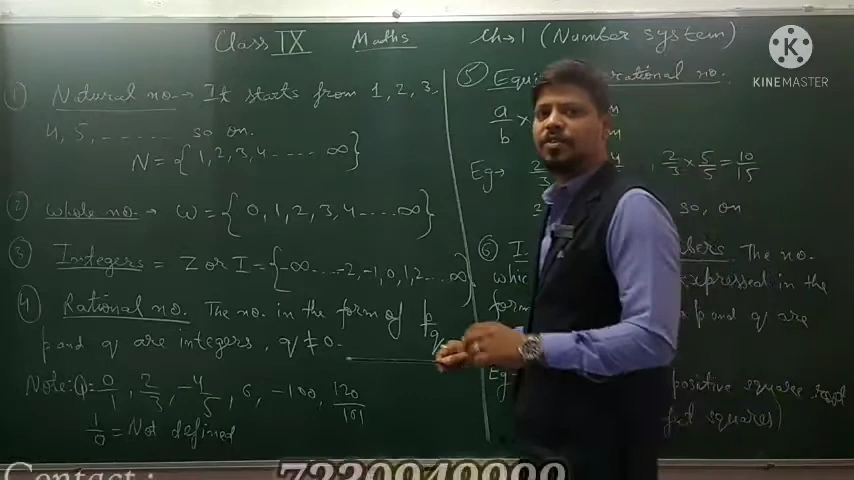 Class IX Maths Ch→1 (Number system)
① Natural no. → It starts from 1, 2, 3,
4, 5, ....... so on.
N = {1, 2, 3, 4 ..... ∞}
② Whole no. → W = {0, 1, 2, 3, 4 ..... ∞}
③ Integers = Z or I = {-∞ .... -2, -1, 0, 1, 2 ... ∞}
④ Rational no. The no. in the form of p/q
p and q are integers, q ≠ 0.
Note: ① = 0/1, 2/3, -4/5, 6, -100, 120/101
1/0 = Not defined
⑤ rational no.
a/b ×
Eg → 2/3 , 2/3 × 5/5 = 10/15
so, on
⑥ The no.
expressed in the
form
p and q are
Eg positive square root
squares)
KINEMASTER
Contact :